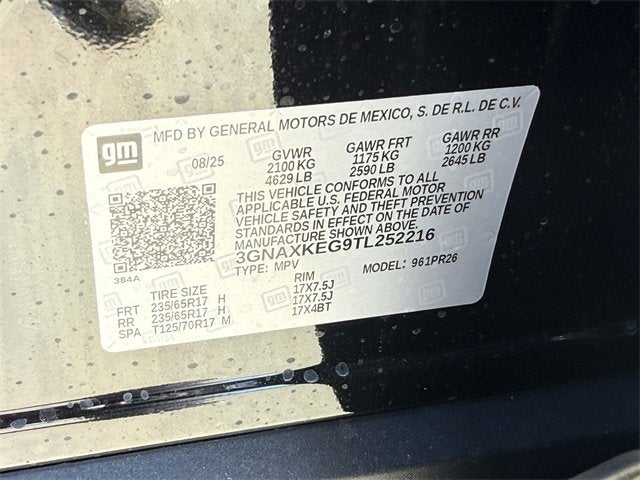 gm
MFD BY GENERAL MOTORS DE MEXICO, S. DE R.L. DE C.V.
08/25 GVWR GAWR FRT GAWR RR
2100 KG 1175 KG 1200 KG
4629 LB 2590 LB 2645 LB
THIS VEHICLE CONFORMS TO ALL
APPLICABLE U.S. FEDERAL MOTOR
VEHICLE SAFETY AND THEFT PREVENTION
STANDARDS IN EFFECT ON THE DATE OF
MANUFACTURE SHOWN ABOVE.
3GNAXKEG9TL252216
TYPE: MPV MODEL: 961PR26
384A
TIRE SIZE RIM
FRT 235/65R17 H 17X7.5J
RR 235/65R17 H 17X7.5J
SPA T125/70R17 M 17X4BT